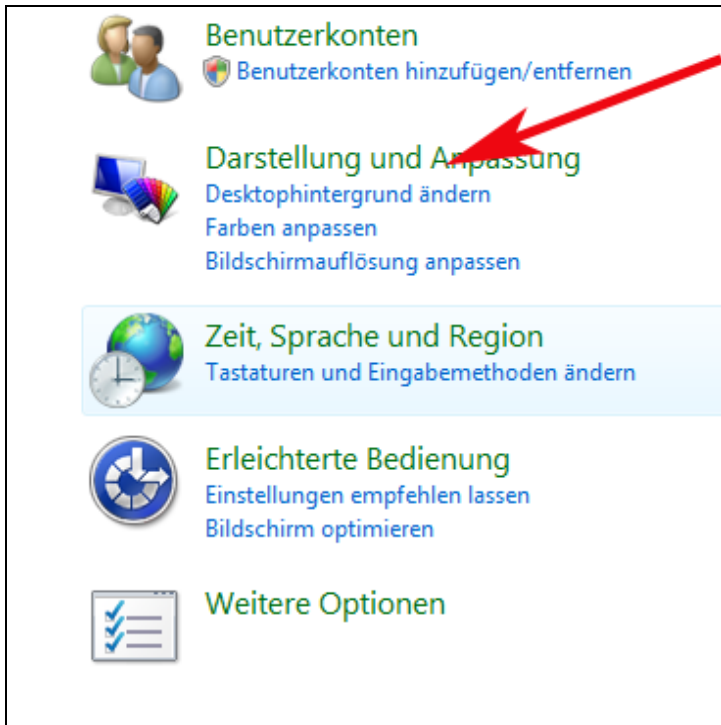 Benutzerkonten
Benutzerkonten hinzufügen/entfernen
Darstellung und Anpassung
Desktophintergrund ändern
Farben anpassen
Bildschirmauflösung anpassen
Zeit, Sprache und Region
Tastaturen und Eingabemethoden ändern
Erleichterte Bedienung
Einstellungen empfehlen lassen
Bildschirm optimieren
Weitere Optionen